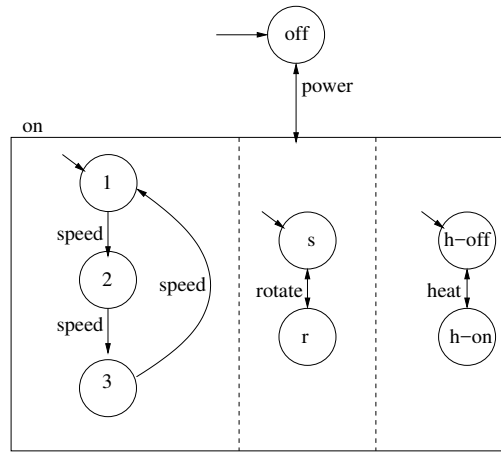 off
power
on
1
speed
2
speed
speed
3
s
rotate
r
h-off
heat
h-on